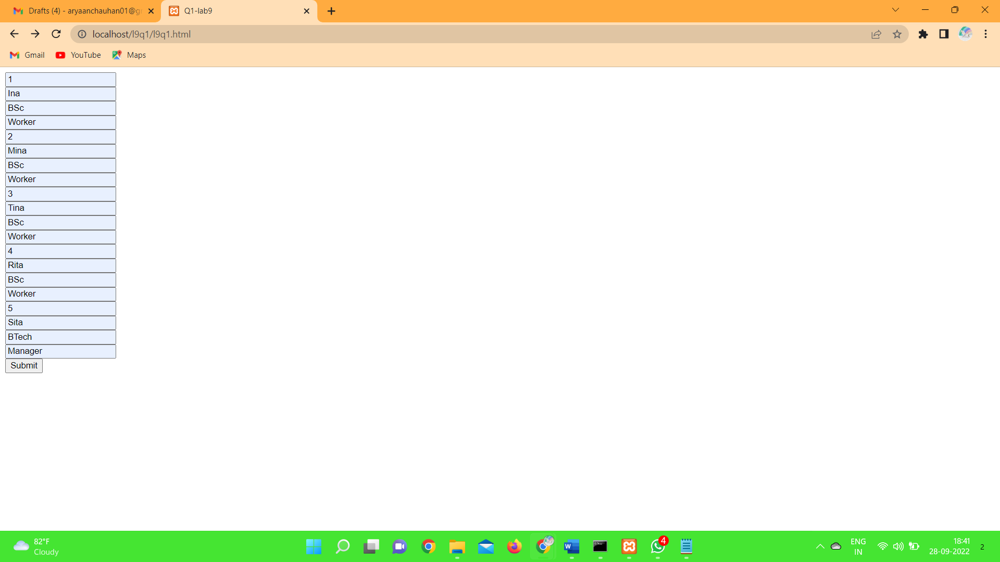 Drafts (4) - aryaanchauhan01@gr
Q1-lab9
localhost/l9q1/l9q1.html
Gmail
YouTube
Maps
1
Ina
BSc
Worker
2
Mina
BSc
Worker
3
Tina
BSc
Worker
4
Rita
BSc
Worker
5
Sita
BTech
Manager
Submit
82°F
Cloudy
4
ENG
IN
18:41
28-09-2022
2